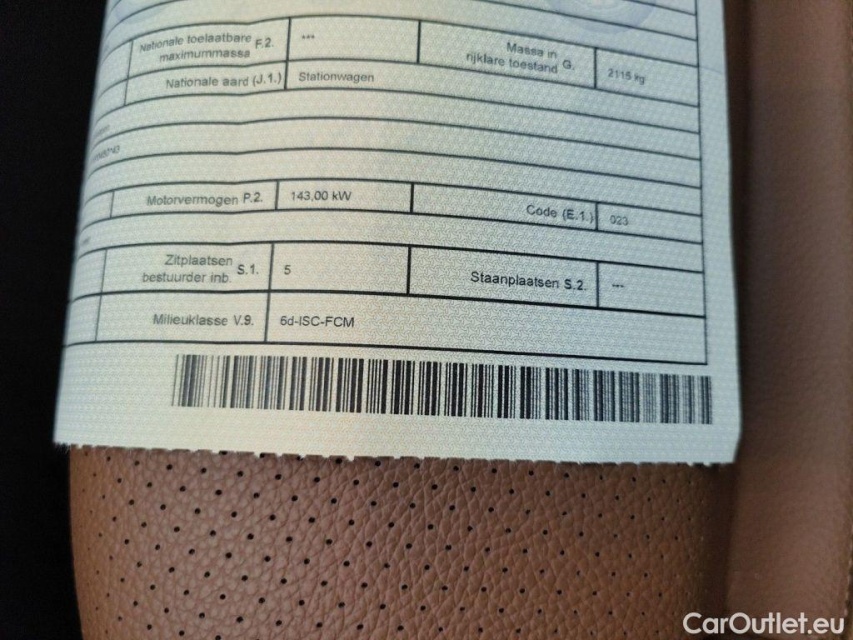 Nationale toelaatbare
maximummassa F.2.
***
Massa in
rijklare toestand G.
2115 kg
Nationale aard (J.1.)
Stationwagen
Motorvermogen P.2.
143,00 kW
Code (E.1.)
023
Zitplaatsen
bestuurder inb. S.1.
5
Staanplaatsen S.2.
---
Milieuklasse V.9.
6d-ISC-FCM
CarOutlet.eu